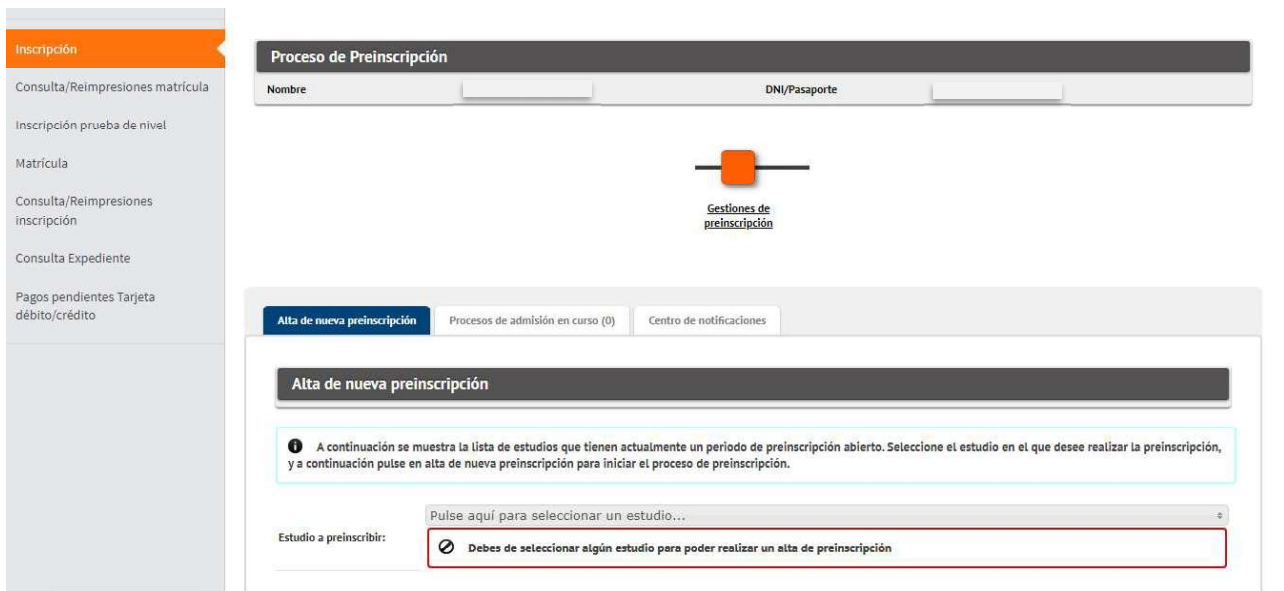 Inscripción
Consulta/Reimpresiones matrícula
Inscripción prueba de nivel
Matrícula
Consulta/Reimpresiones
inscripción
Consulta Expediente
Pagos pendientes Tarjeta
débito/crédito
Proceso de Preinscripción
Nombre DNI/Pasaporte
Gestiones de
preinscripción
Alta de nueva preinscripción Procesos de admisión en curso (0) Centro de notificaciones
Alta de nueva preinscripción
A continuación se muestra la lista de estudios que tienen actualmente un periodo de preinscripción abierto. Seleccione el estudio en el que desee realizar la preinscripción,
y a continuación pulse en alta de nueva preinscripción para iniciar el proceso de preinscripción.
Pulse aquí para seleccionar un estudio...
Estudio a preinscribir:
Debes de seleccionar algún estudio para poder realizar un alta de preinscripción